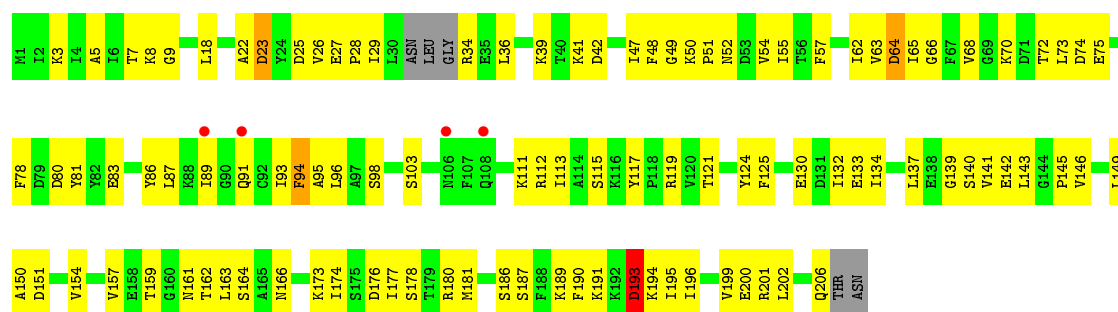 M1 I2 K3 I4 A5 I6 T7 K8 G9 L18 A22 D23 Y24 D25 V26 E27 P28 I29 L30 ASN LEU GLY R34 E35 L36 K39 T40 K41 D42 I47 F48 G49 K50 P51 N52 D53 V54 I55 T56 F57 I62 V63 D64 I65 G66 F67 V68 G69 K70 D71 T72 L73 D74 E75
F78 D79 D80 Y81 Y82 E83 Y86 L87 K88 I89 G90 Q91 C92 I93 F94 A95 L96 A97 S98 S103 N106 F107 Q108 K111 R112 I113 A114 S115 K116 Y117 P118 R119 V120 T121 Y124 F125 E130 D131 I132 E133 I134 L137 E138 G139 S140 V141 E142 L143 G144 P145 V146 L149
A150 D151 V154 V157 E158 T159 G160 N161 T162 L163 S164 A165 N166 K173 I174 S175 D176 I177 S178 T179 R180 M181 S186 S187 F188 K189 F190 K191 K192 D193 K194 I195 I196 V199 E200 R201 L202 Q206 THR ASN